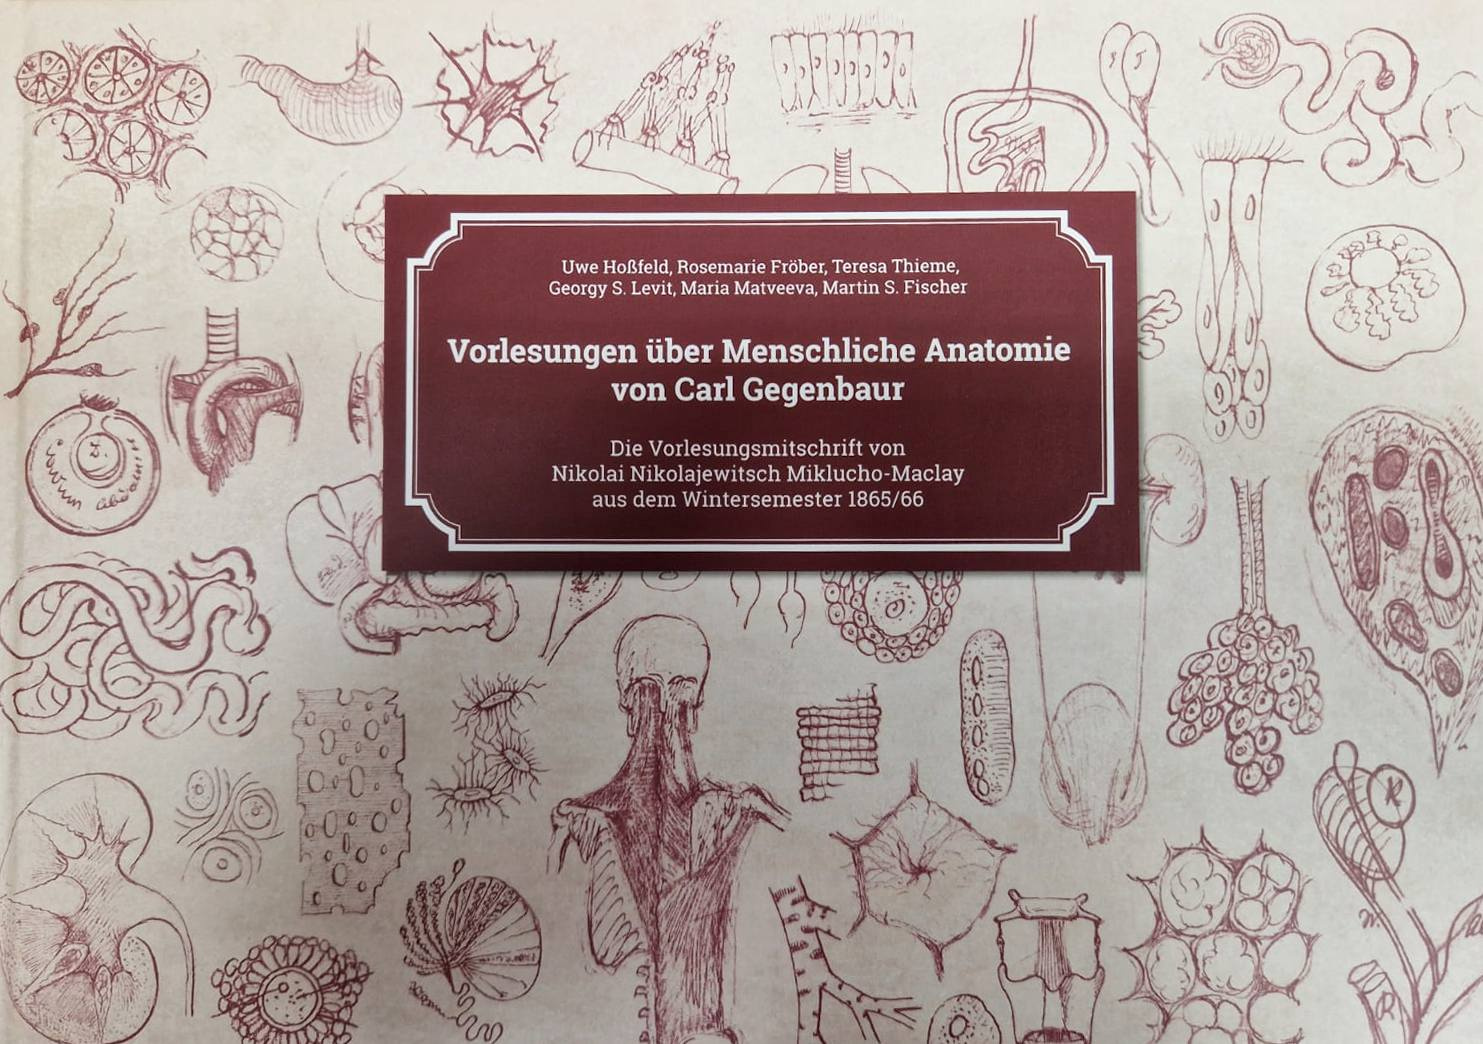 Uwe Hoßfeld, Rosemarie Fröber, Teresa Thieme,
Georgy S. Levit, Maria Matveeva, Martin S. Fischer
Vorlesungen über Menschliche Anatomie
von Carl Gegenbaur
Die Vorlesungsmitschrift von
Nikolai Nikolajewitsch Miklucho-Maclay
aus dem Wintersemester 1865/66